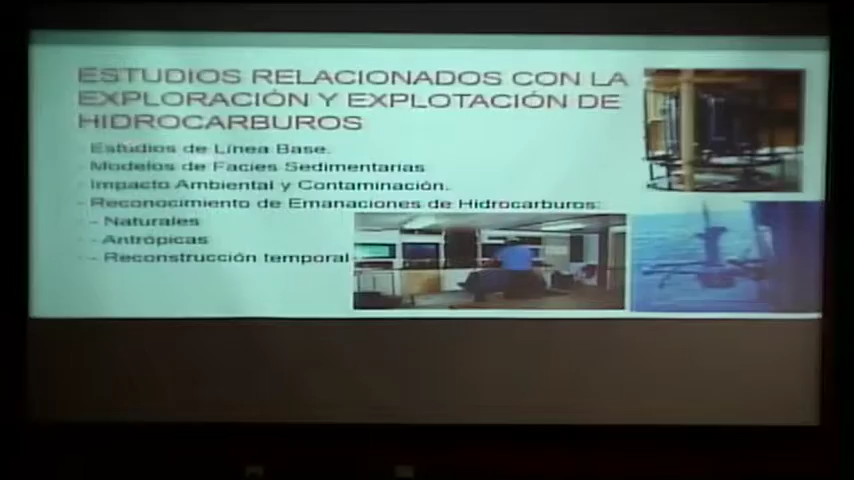 ESTUDIOS RELACIONADOS CON LA
EXPLORACIÓN Y EXPLOTACIÓN DE
HIDROCARBUROS
- Estudios de Línea Base.
- Modelos de Facies Sedimentarias
- Impacto Ambiental y Contaminación.
- Reconocimiento de Emanaciones de Hidrocarburos:
- - Naturales
- - Antrópicas
- - Reconstrucción temporal